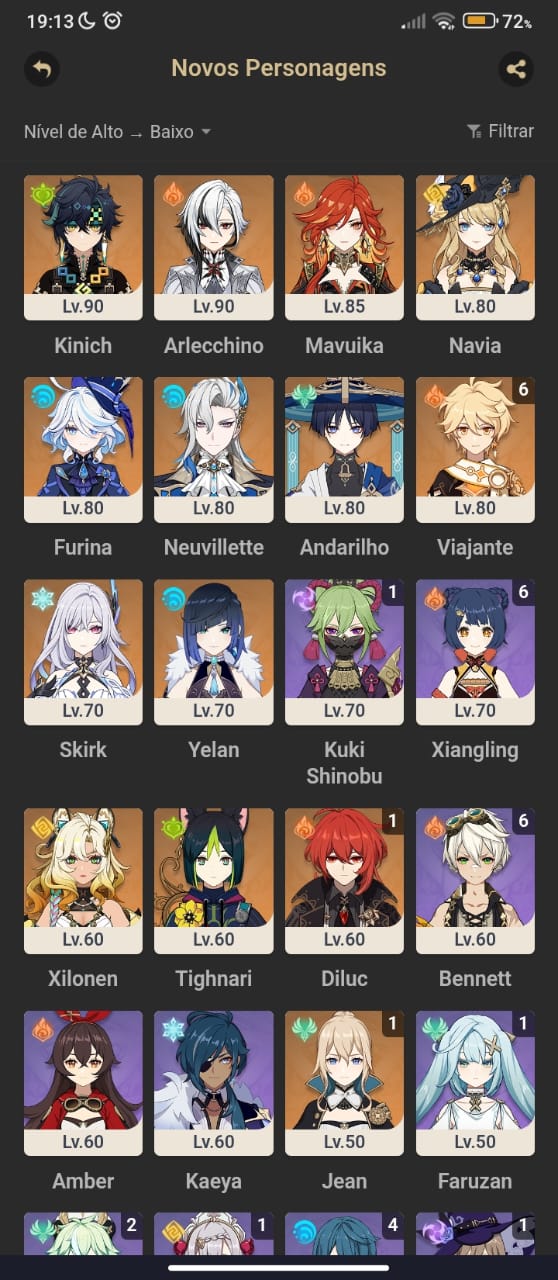 19:13 72%
Novos Personagens
Nível de Alto → Baixo Filtrar
Lv.90 Lv.90 Lv.85 Lv.80
Kinich Arlecchino Mavuika Navia
6
Lv.80 Lv.80 Lv.80 Lv.80
Furina Neuvillette Andarilho Viajante
1 6
Lv.70 Lv.70 Lv.70 Lv.70
Skirk Yelan Kuki Xiangling
Shinobu
1 6
Lv.60 Lv.60 Lv.60 Lv.60
Xilonen Tighnari Diluc Bennett
1 1
Lv.60 Lv.60 Lv.50 Lv.50
Amber Kaeya Jean Faruzan
2 1 4 1